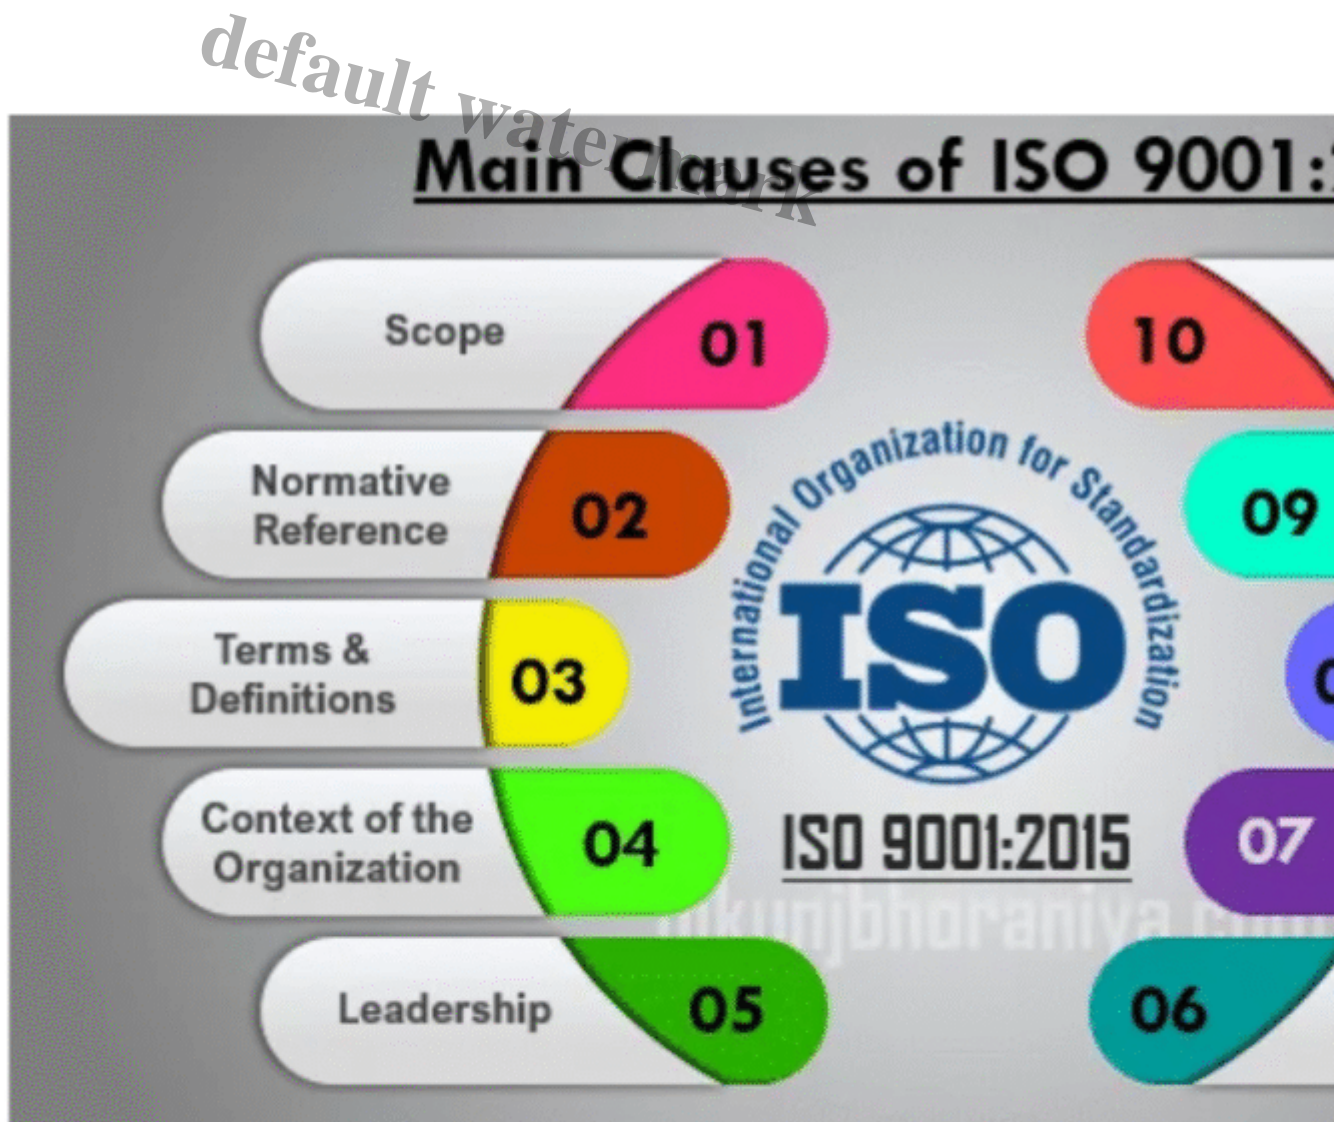 default watermark
Main Clauses of ISO 9001:
Scope
01
10
Normative
Reference
02
09
Terms &
Definitions
03
Context of the
Organization
04
07
Leadership
05
06
International Organization for Standardization
ISO
ISO 9001:2015